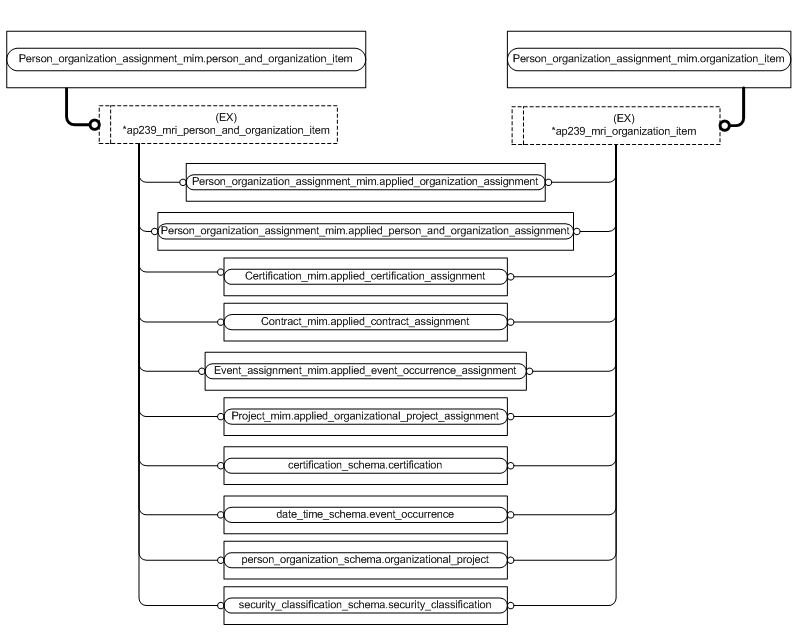 Person_organization_assignment_mim.person_and_organization_item
Person_organization_assignment_mim.organization_item
(EX)
*ap239_mri_person_and_organization_item
(EX)
*ap239_mri_organization_item
Person_organization_assignment_mim.applied_organization_assignment
Person_organization_assignment_mim.applied_person_and_organization_assignment
Certification_mim.applied_certification_assignment
Contract_mim.applied_contract_assignment
Event_assignment_mim.applied_event_occurrence_assignment
Project_mim.applied_organizational_project_assignment
certification_schema.certification
date_time_schema.event_occurrence
person_organization_schema.organizational_project
security_classification_schema.security_classification